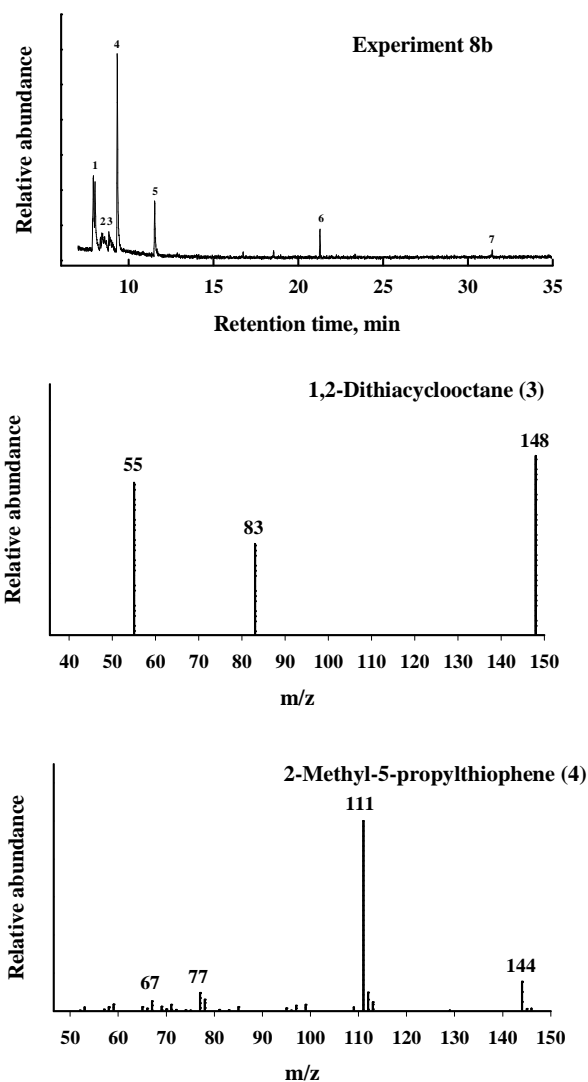 Experiment 8b
Relative abundance
1
2 3
4
5
6
7
10 15 20 25 30 35
Retention time, min
1,2-Dithiacyclooctane (3)
Relative abundance
55
83
148
40 50 60 70 80 90 100 110 120 130 140 150
m/z
2-Methyl-5-propylthiophene (4)
Relative abundance
67
77
111
144
50 60 70 80 90 100 110 120 130 140 150
m/z